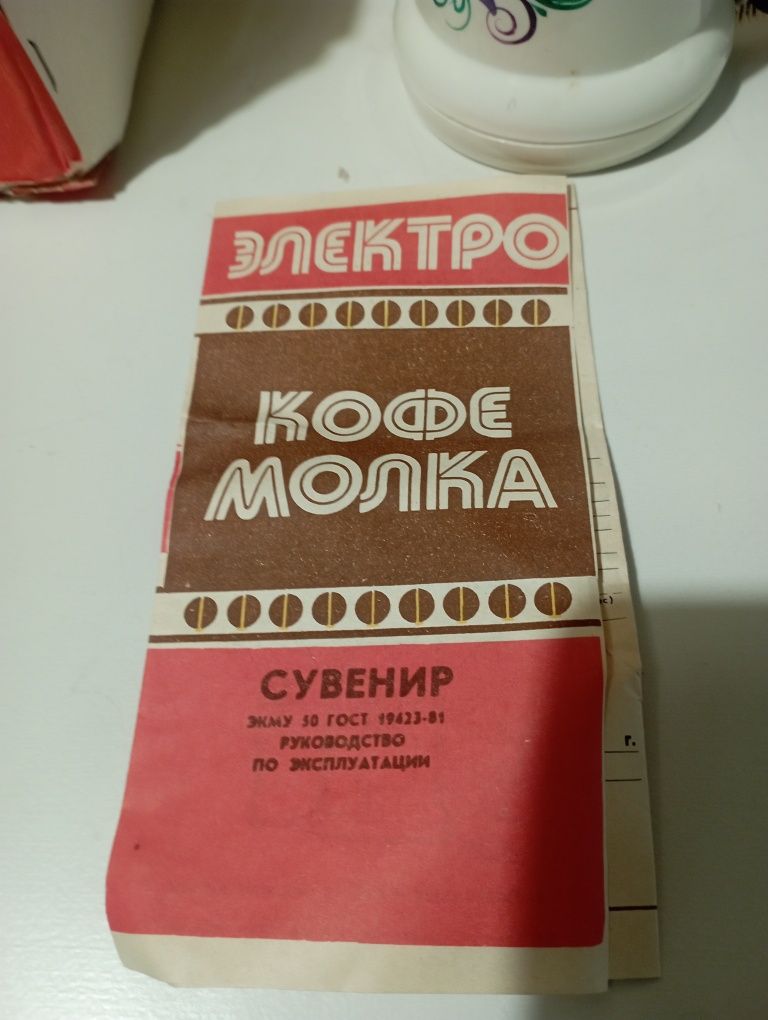 ЭЛЕКТРО
КОФЕ
МОЛКА
СУВЕНИР
ЭКМУ 50 ГОСТ 19423-81
РУКОВОДСТВО
ПО ЭКСПЛУАТАЦИИ
г.